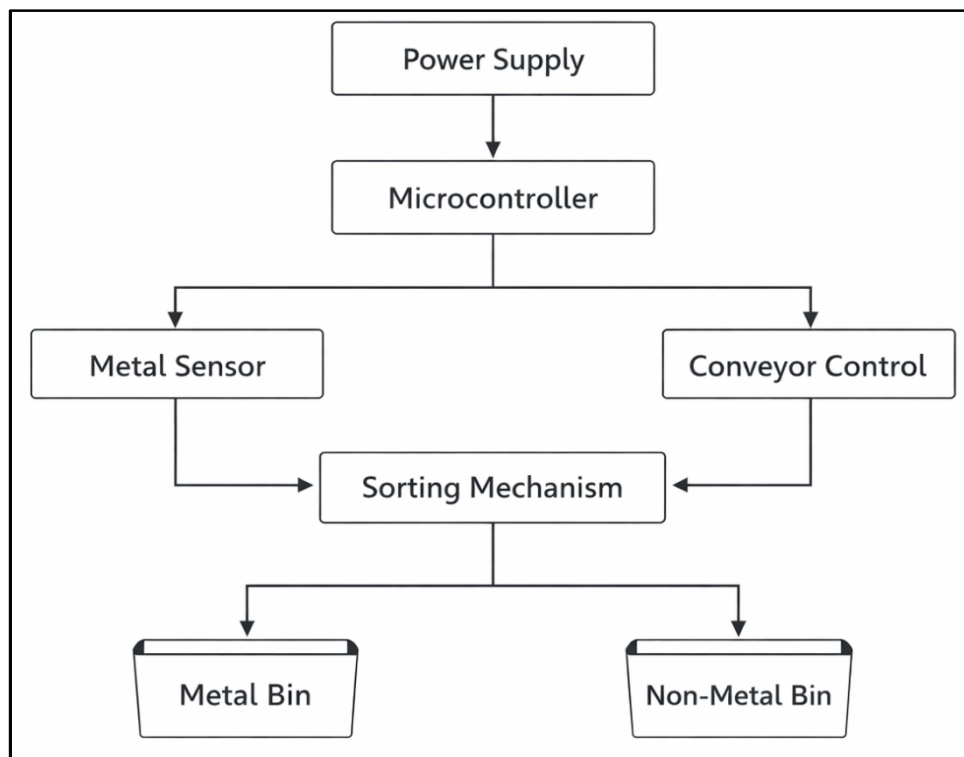 Power Supply
Microcontroller
Metal Sensor
Conveyor Control
Sorting Mechanism
Metal Bin
Non-Metal Bin